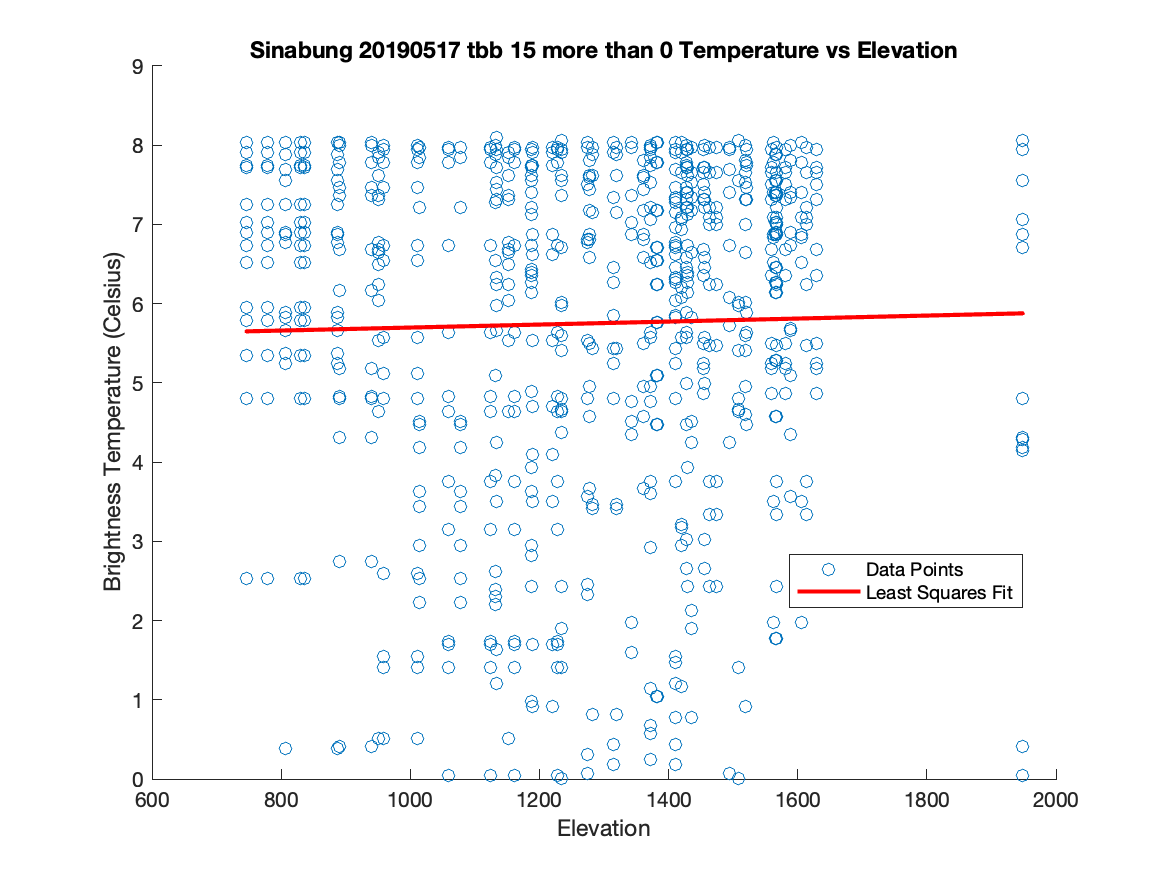 Sinabung 20190517 tbb 15 more than 0 Temperature vs Elevation
9
8
7
6
5
4
3
2
1
0
Brightness Temperature (Celsius)
Data Points
Least Squares Fit
600 800 1000 1200 1400 1600 1800 2000
Elevation